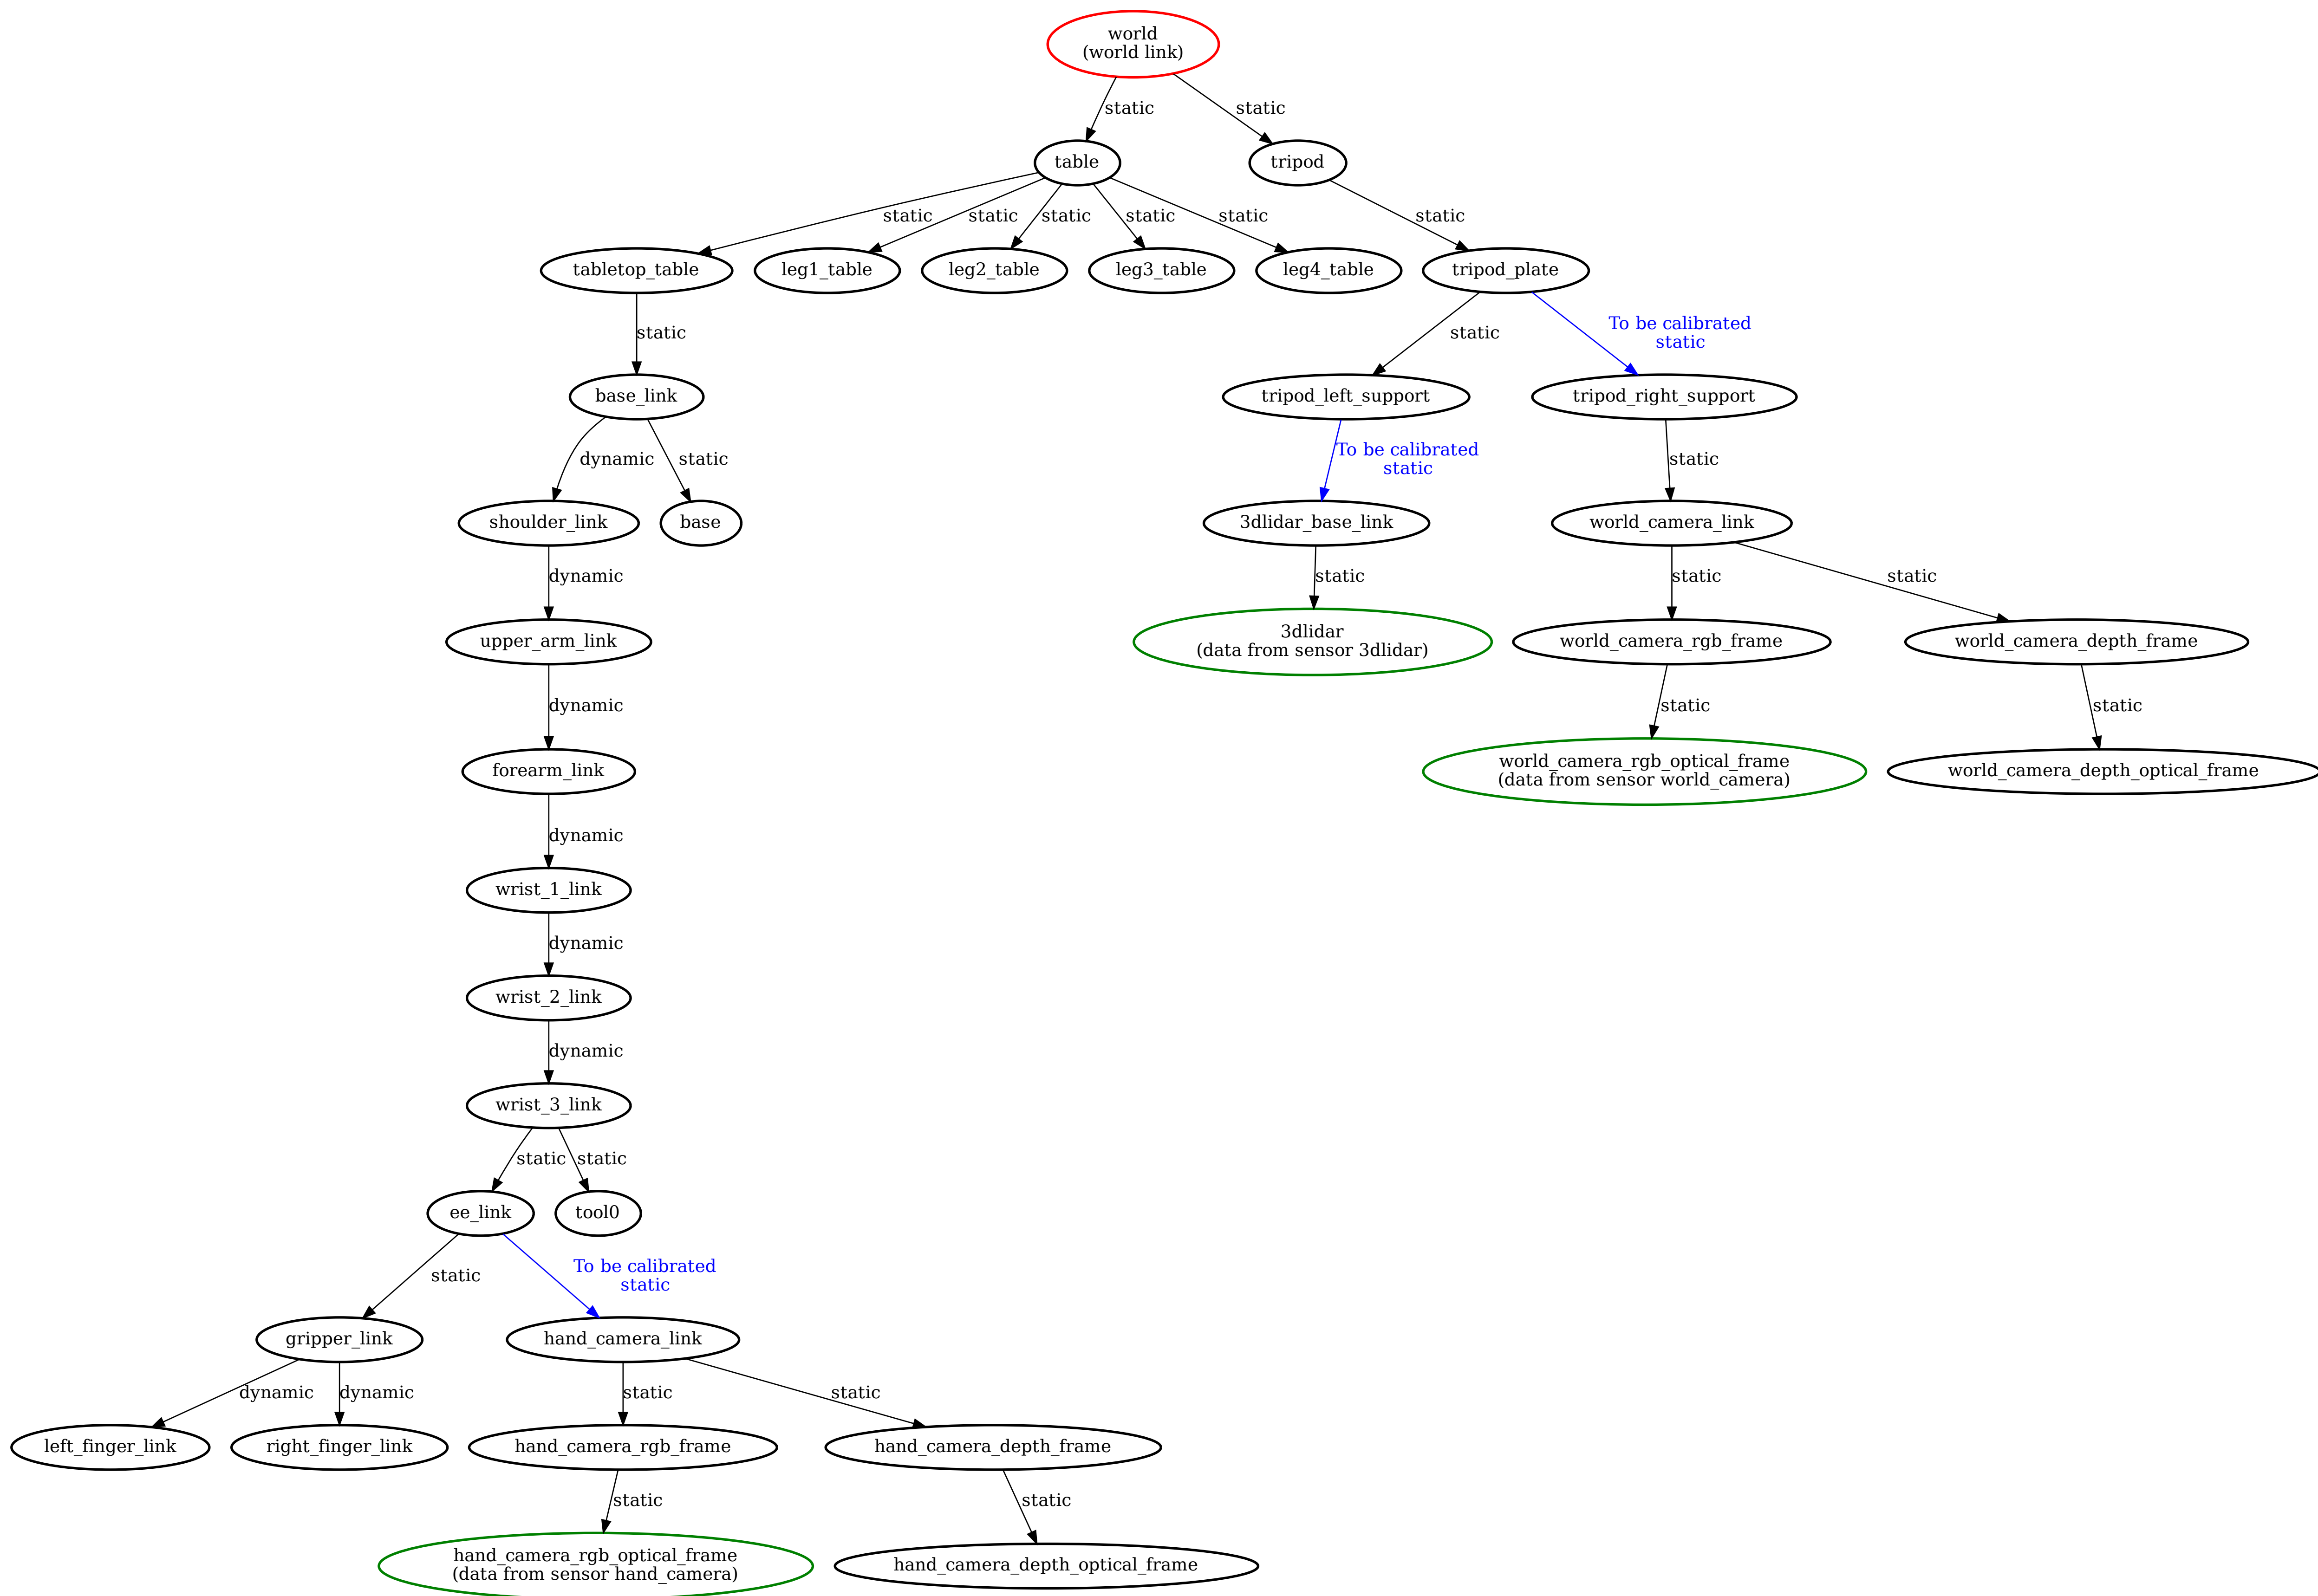 world
(world link)
static
static
table
tripod
static
static
static
static
static
static
tabletop_table
leg1_table
leg2_table
leg3_table
leg4_table
tripod_plate
static
static
To be calibrated
static
base_link
tripod_left_support
tripod_right_support
dynamic
static
To be calibrated
static
static
shoulder_link
base
3dlidar_base_link
world_camera_link
dynamic
static
static
static
upper_arm_link
3dlidar
(data from sensor 3dlidar)
world_camera_rgb_frame
world_camera_depth_frame
dynamic
static
static
forearm_link
world_camera_rgb_optical_frame
(data from sensor world_camera)
world_camera_depth_optical_frame
dynamic
wrist_1_link
dynamic
wrist_2_link
dynamic
wrist_3_link
static
static
ee_link
tool0
static
To be calibrated
static
gripper_link
hand_camera_link
dynamic
dynamic
static
static
left_finger_link
right_finger_link
hand_camera_rgb_frame
hand_camera_depth_frame
static
static
hand_camera_rgb_optical_frame
(data from sensor hand_camera)
hand_camera_depth_optical_frame